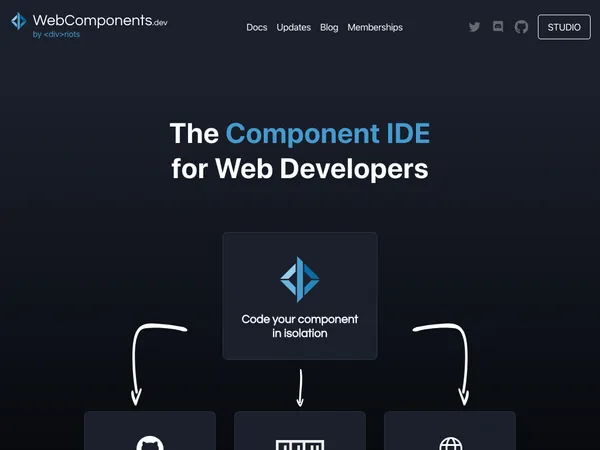 WebComponents.dev
by <div>riots
Docs Updates Blog Memberships
STUDIO
The Component IDE
for Web Developers
Code your component
in isolation